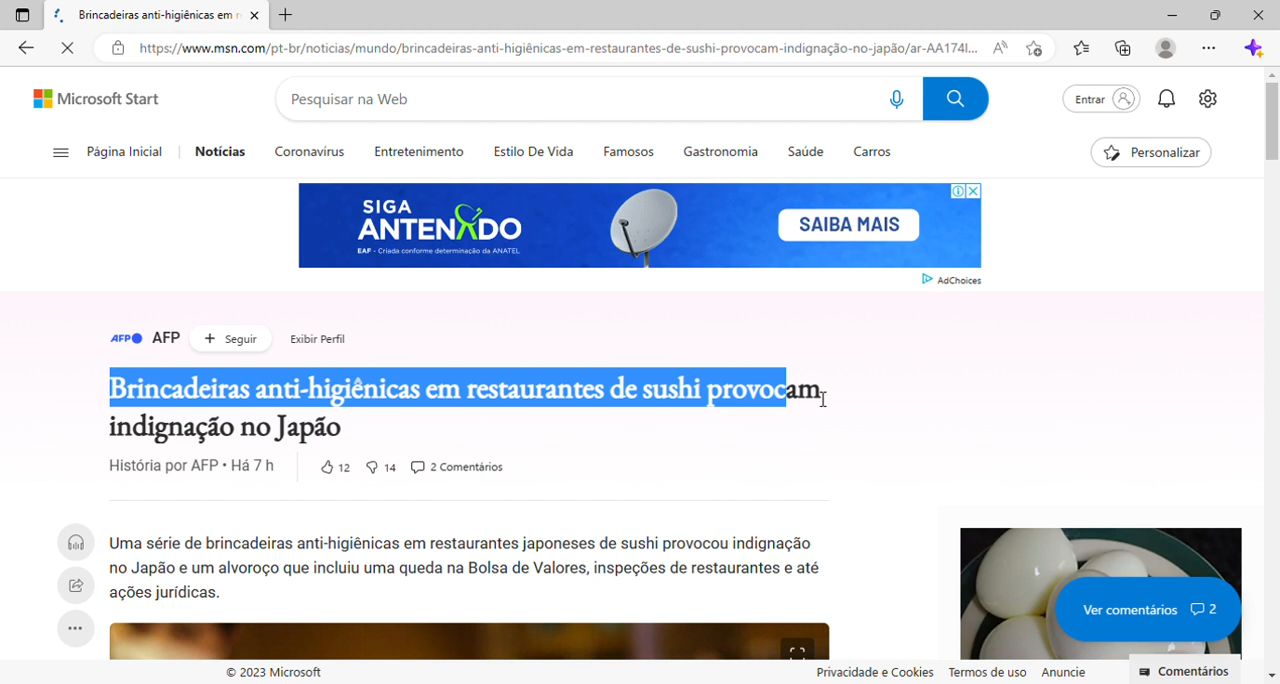 Brincadeiras anti-higiênicas em r
https://www.msn.com/pt-br/noticias/mundo/brincadeiras-anti-higiênicas-em-restaurantes-de-sushi-provocam-indignação-no-japão/ar-AA174l...
Microsoft Start
Pesquisar na Web
Entrar
Página Inicial
Notícias
Coronavírus
Entretenimento
Estilo De Vida
Famosos
Gastronomia
Saúde
Carros
Personalizar
SIGA
ANTENADO
EAF - Criada conforme determinação da ANATEL
SAIBA MAIS
AdChoices
AFP AFP
Seguir
Exibir Perfil
Brincadeiras anti-higiênicas em restaurantes de sushi provocam
indignação no Japão
História por AFP • Há 7 h
12
14
2 Comentários
Uma série de brincadeiras anti-higiênicas em restaurantes japoneses de sushi provocou indignação
no Japão e um alvoroço que incluiu uma queda na Bolsa de Valores, inspeções de restaurantes e até
ações jurídicas.
Ver comentários 2
© 2023 Microsoft
Privacidade e Cookies
Termos de uso
Anuncie
Comentários